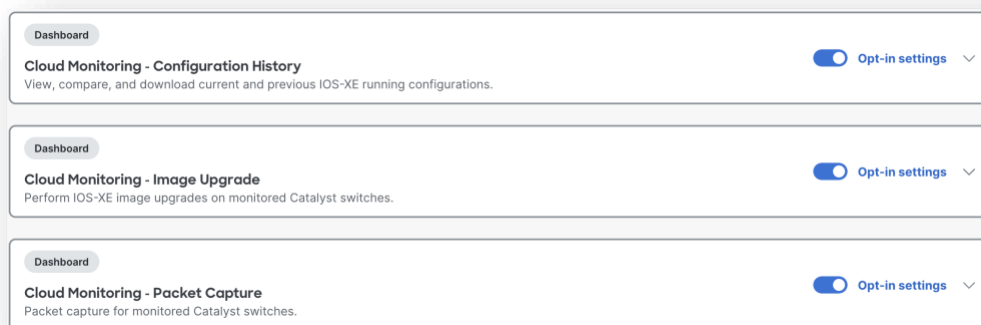 Dashboard
Cloud Monitoring - Configuration History
View, compare, and download current and previous IOS-XE running configurations.
Opt-in settings
Dashboard
Cloud Monitoring - Image Upgrade
Perform IOS-XE image upgrades on monitored Catalyst switches.
Opt-in settings
Dashboard
Cloud Monitoring - Packet Capture
Packet capture for monitored Catalyst switches.
Opt-in settings